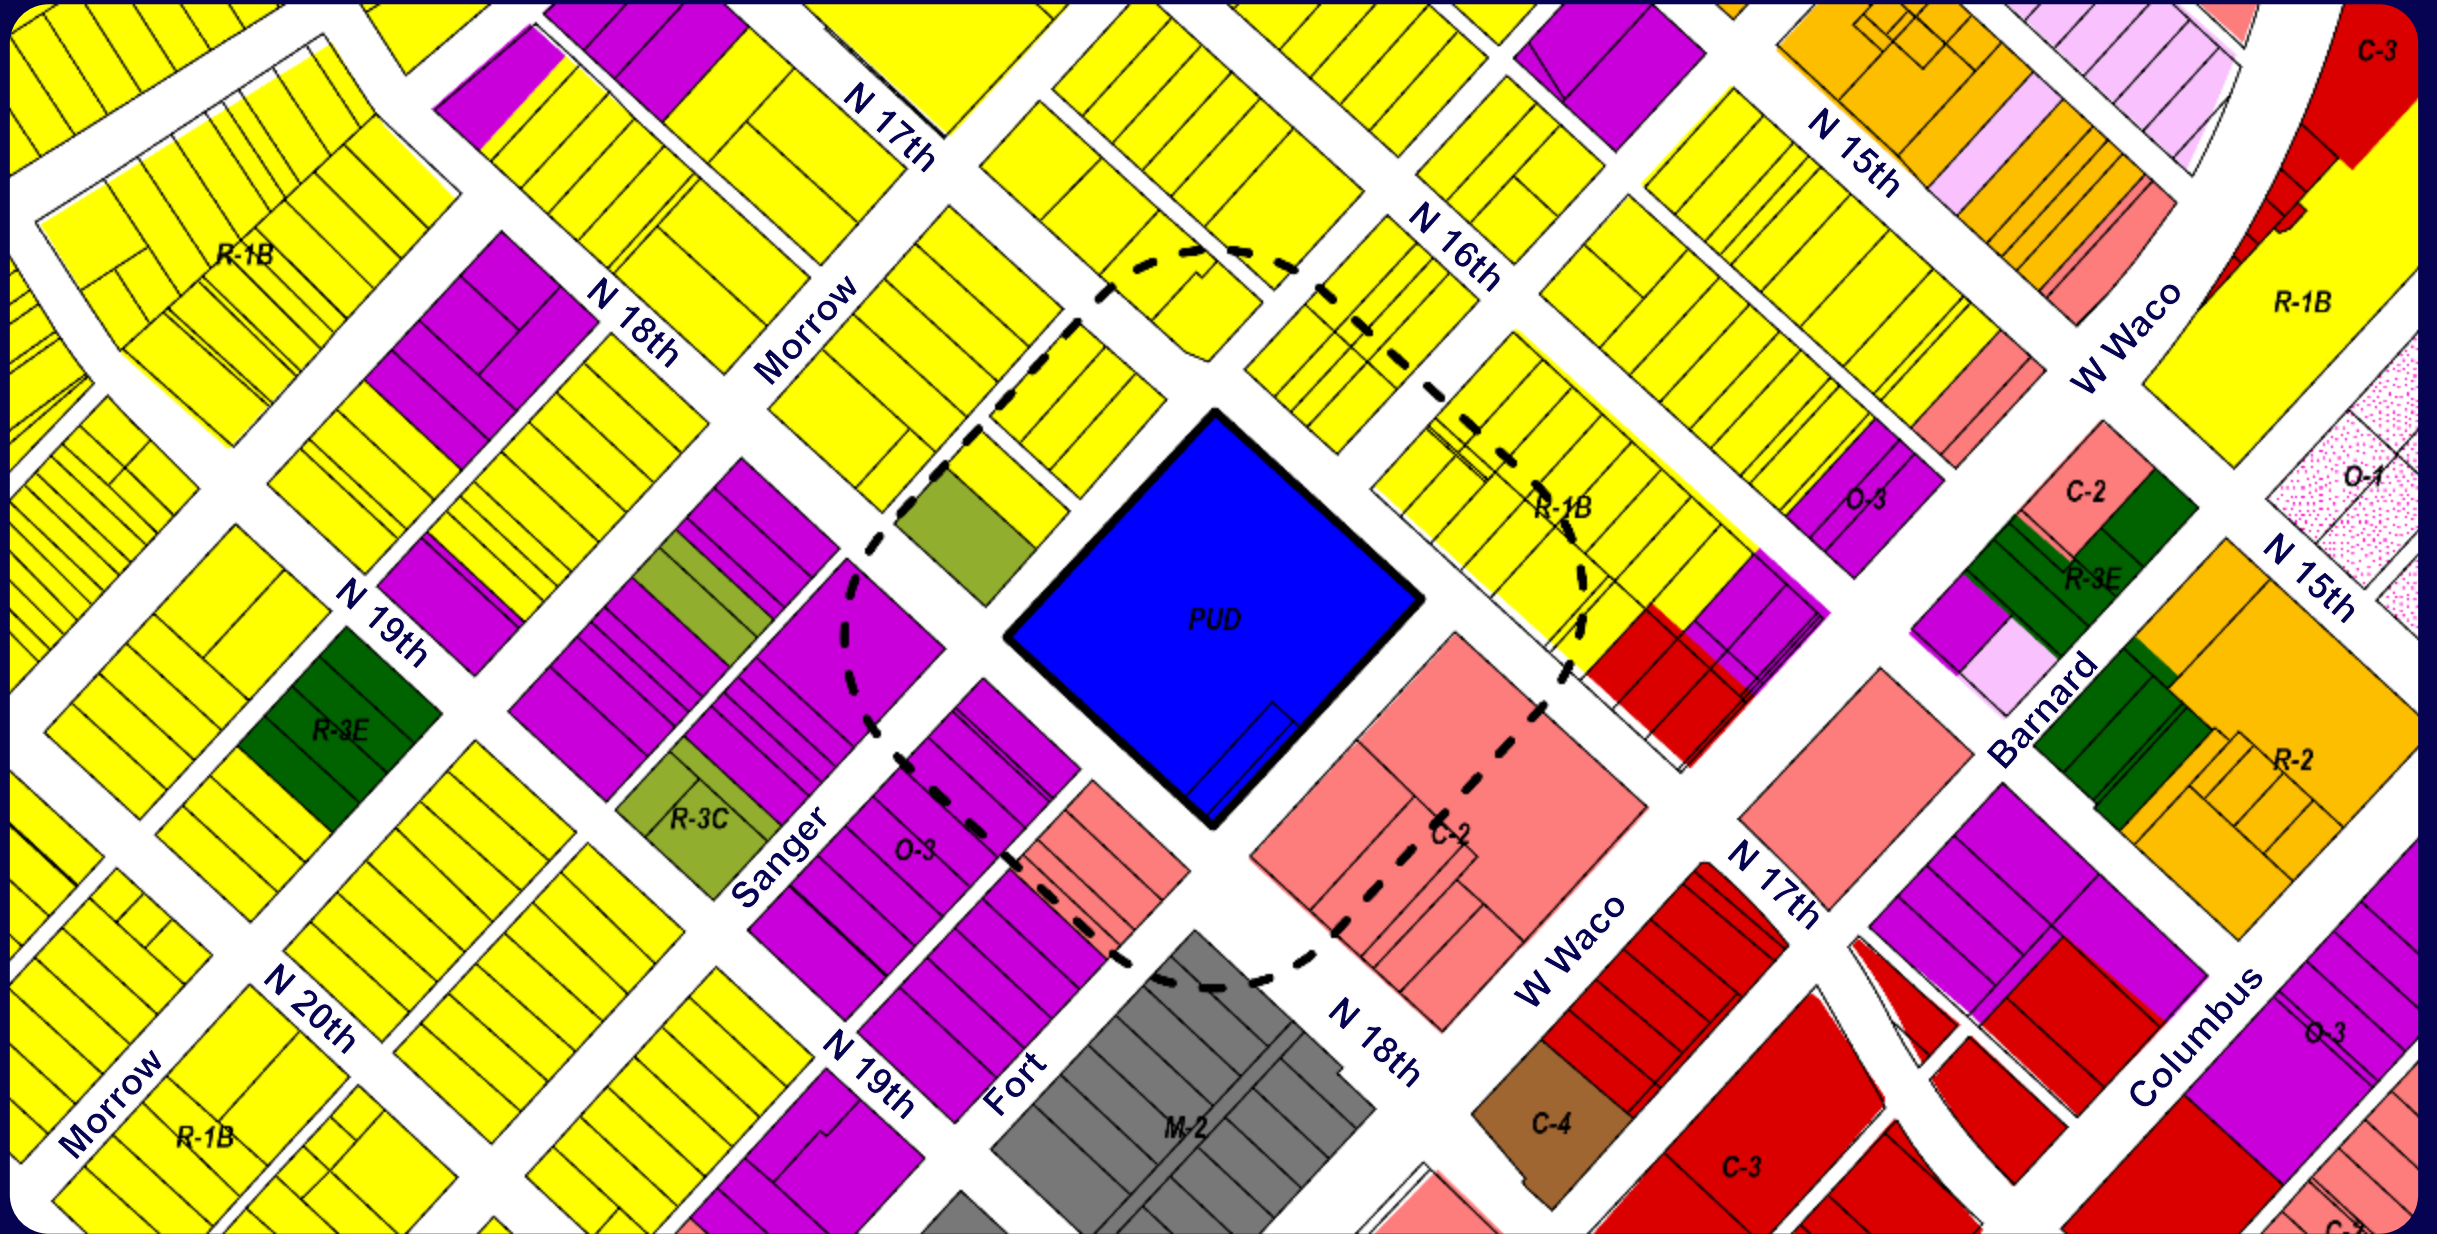 C-3
N 17th
N 15th
R-1B
N 16th
R-1B
N 18th
Morrow
W Waco
O-1
C-2
O-3
R-1B
N 15th
R-3E
N 19th
PUD
R-3E
Barnard
R-2
R-3C
Sanger
O-3
C-2
N 17th
W Waco
N 20th
N 18th
Columbus
O-3
N 19th
Fort
Morrow
R-1B
M-2
C-4
C-3